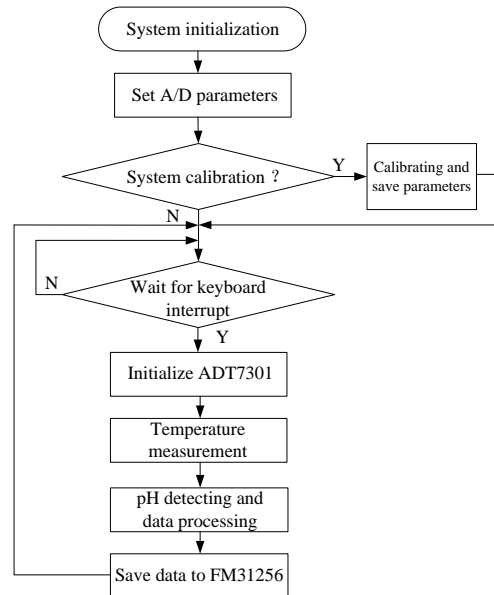 System initialization
Set A/D parameters
System calibration ?
Y
Calibrating and
save parameters
N
N
Wait for keyboard
interrupt
Y
Initialize ADT7301
Temperature
measurement
pH detecting and
data processing
Save data to FM31256